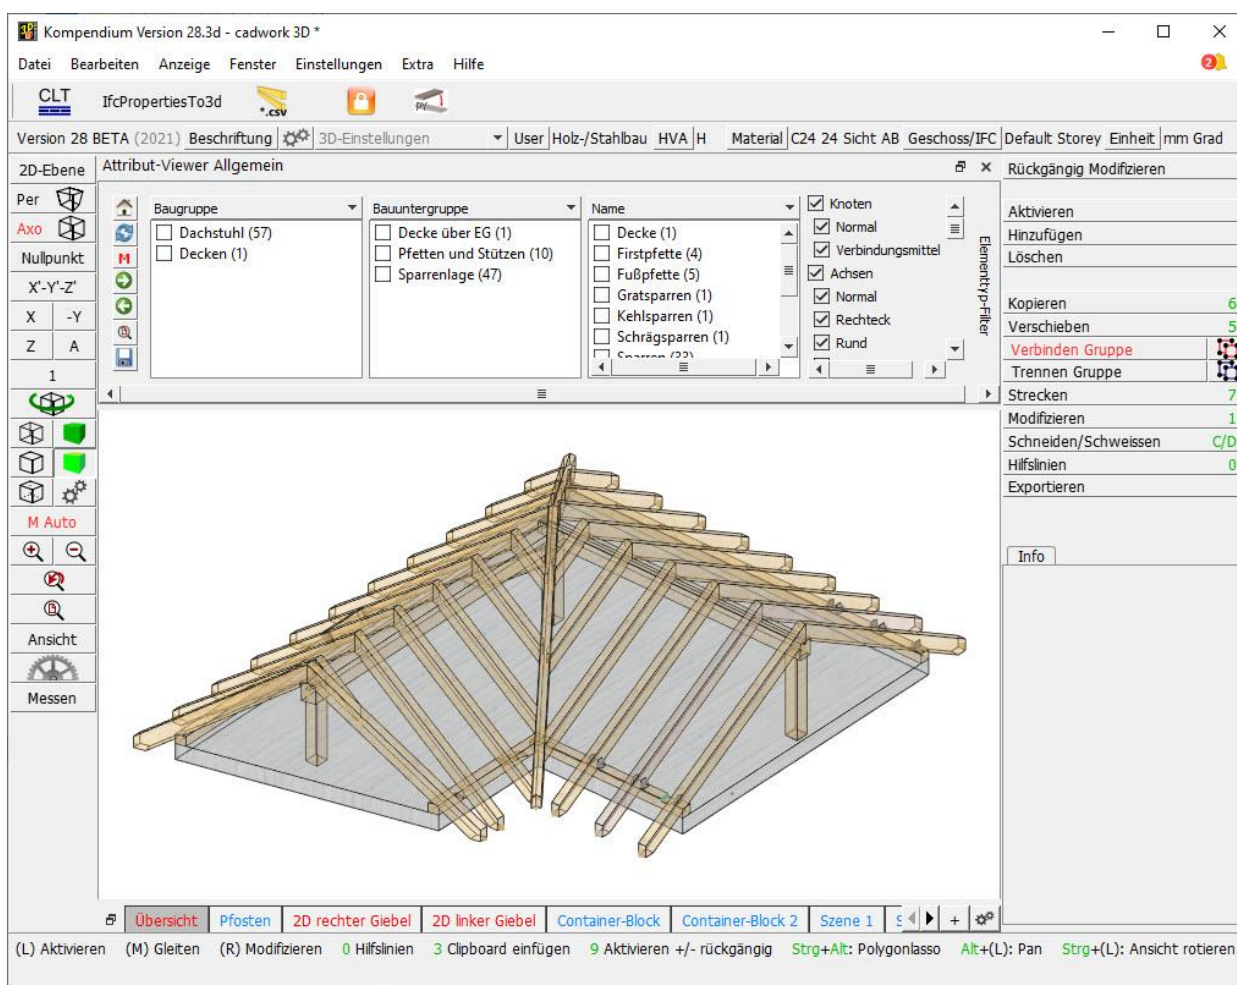 Kompendium Version 28.3d - cadwork 3D *
Datei Bearbeiten Anzeige Fenster Einstellungen Extra Hilfe
2
CLT IfcPropertiesTo3d *.csv PY
Version 28 BETA (2021) Beschriftung 3D-Einstellungen User Holz-/Stahlbau HVA H Material C24 24 Sicht AB Geschoss/IFC Default Storey Einheit mm Grad
2D-Ebene
Per
Axo
Nullpunkt
X'-Y'-Z'
X -Y
Z A
1
M Auto
Ansicht
Messen
Attribut-Viewer Allgemein
M
Baugruppe
Dachstuhl (57)
Decken (1)
Bauuntergruppe
Decke über EG (1)
Pfetten und Stützen (10)
Sparrenlage (47)
Name
Decke (1)
Firstpfette (4)
Fußpfette (5)
Gratsparren (1)
Kehlsparren (1)
Schrägsparren (1)
Sparren (33)
Knoten
Normal
Verbindungsmittel
Achsen
Normal
Rechteck
Rund
Elementtyp-Filter
Rückgängig Modifizieren
Aktivieren
Hinzufügen
Löschen
Kopieren 6
Verschieben 5
Verbinden Gruppe
Trennen Gruppe
Strecken 7
Modifizieren 1
Schneiden/Schweissen C/D
Hilfslinien 0
Exportieren
Info
Übersicht Pfosten 2D rechter Giebel 2D linker Giebel Container-Block Container-Block 2 Szene 1
(L) Aktivieren (M) Gleiten (R) Modifizieren 0 Hilfslinien 3 Clipboard einfügen 9 Aktivieren +/- rückgängig Strg+Alt: Polygonlasso Alt+(L): Pan Strg+(L): Ansicht rotieren